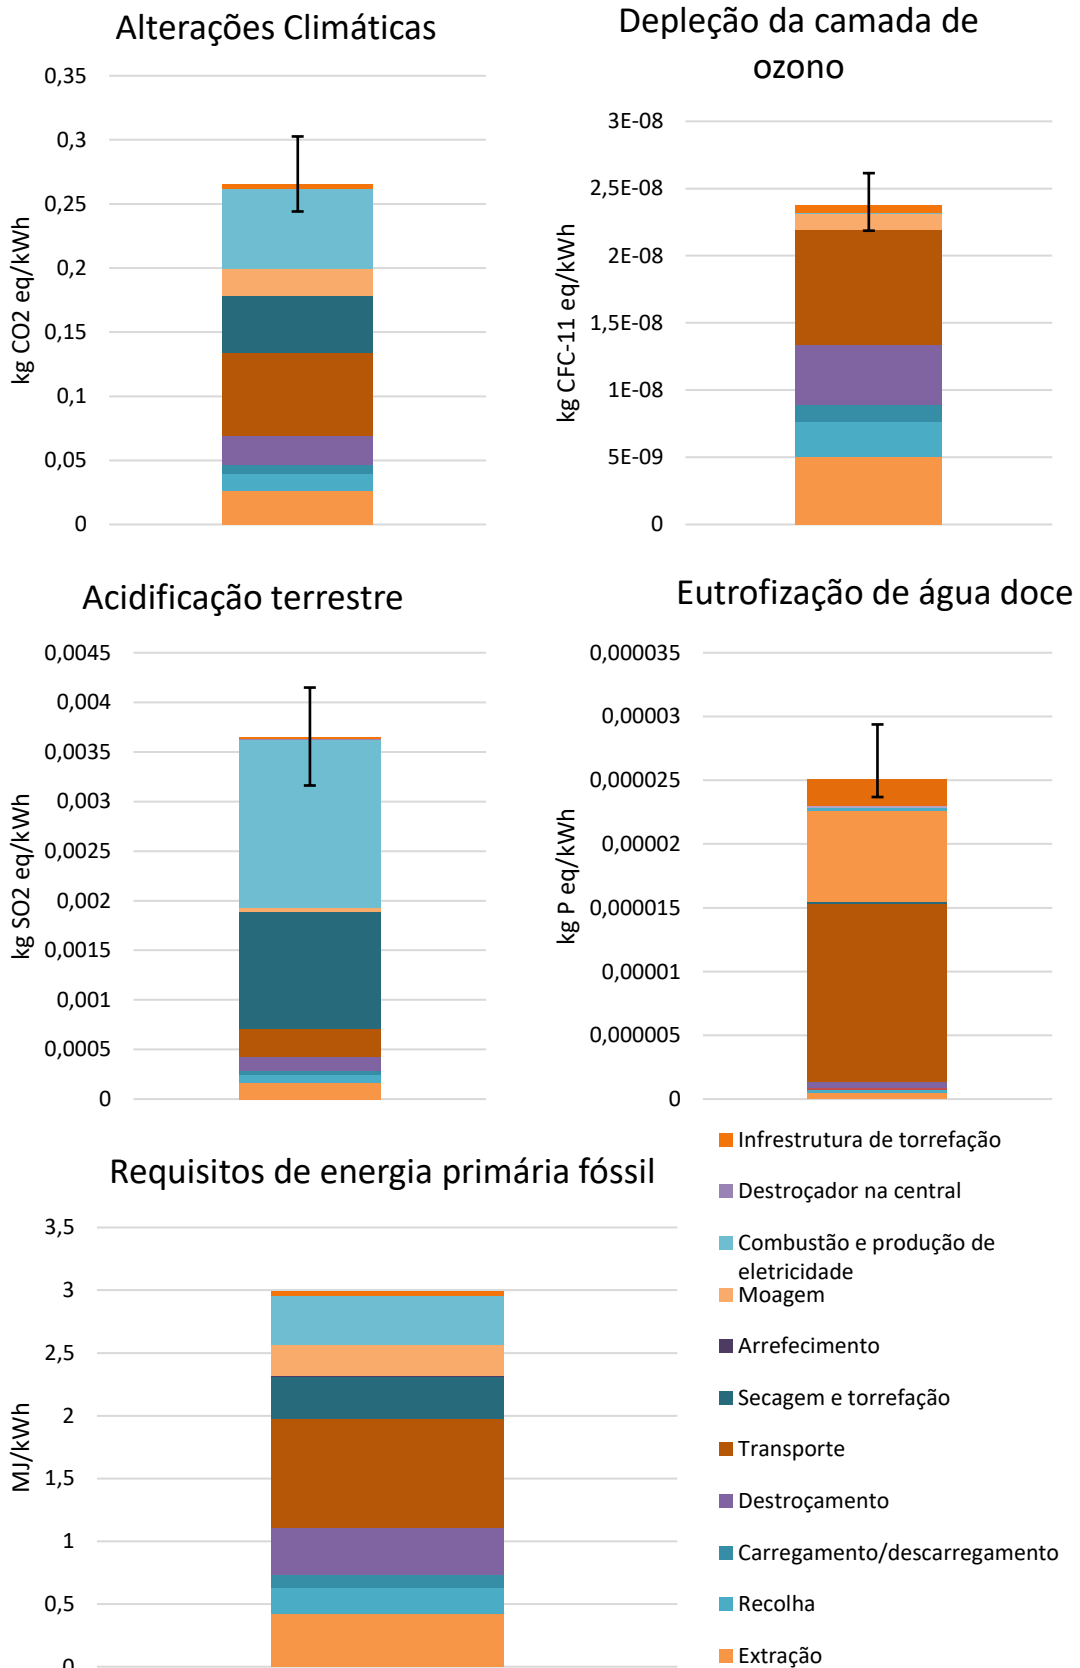 Alterações Climáticas
0,35
0,3
0,25
0,2
0,15
0,1
0,05
0
kg CO2 eq/kWh
Depleção da camada de
ozono
3E-08
2,5E-08
2E-08
1,5E-08
1E-08
5E-09
0
kg CFC-11 eq/kWh
Acidificação terrestre
0,0045
0,004
0,0035
0,003
0,0025
0,002
0,0015
0,001
0,0005
0
kg SO2 eq/kWh
Eutrofização de água doce
0,000035
0,00003
0,000025
0,00002
0,000015
0,00001
0,000005
0
kg P eq/kWh
Requisitos de energia primária fóssil
3,5
3
2,5
2
1,5
1
0,5
0
MJ/kWh
Infrestrutura de torrefação
Destroçador na central
Combustão e produção de
eletricidade
Moagem
Arrefecimento
Secagem e torrefação
Transporte
Destroçamento
Carregamento/descarregamento
Recolha
Extração